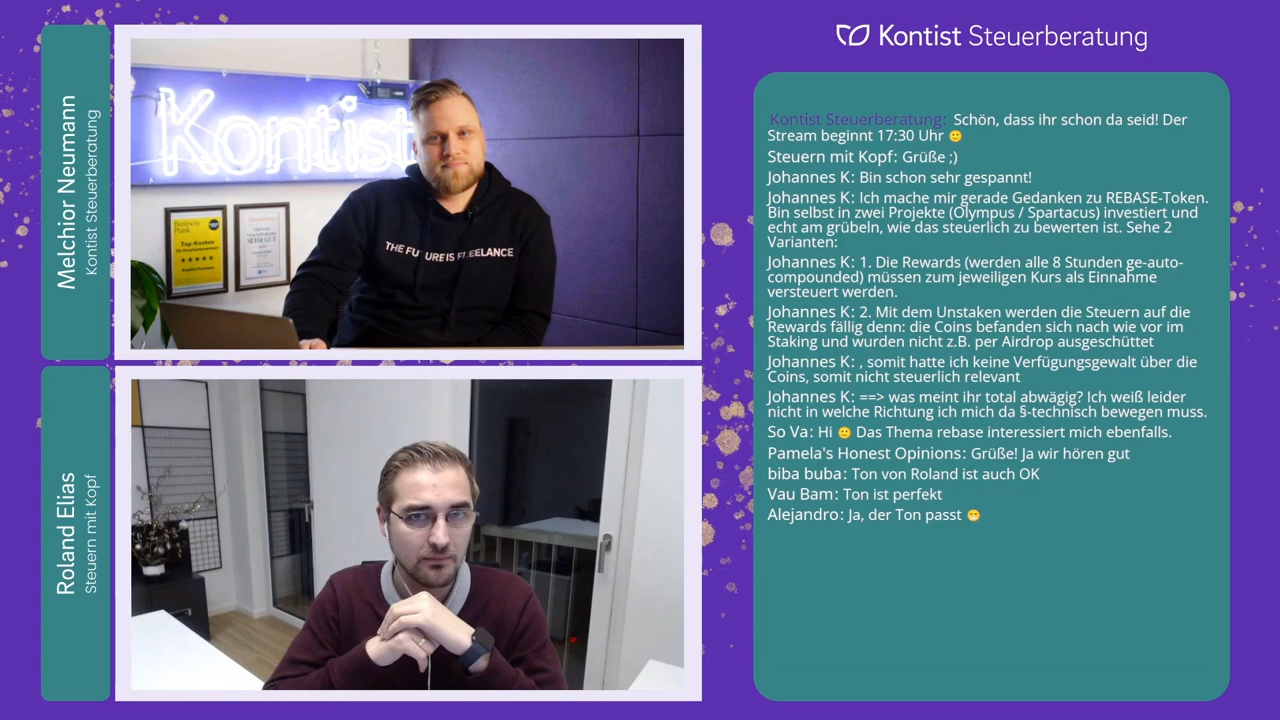 Melchior Neumann
Kontist Steuerberatung
Kontist
Business
Punk
Top-Konten
SEHR GUT
THE FUTURE IS FREELANCE
Roland Elias
Steuern mit Kopf
Kontist Steuerberatung
Kontist Steuerberatung: Schön, dass ihr schon da seid! Der
Stream beginnt 17:30 Uhr 🙂
Steuern mit Kopf: Grüße ;)
Johannes K: Bin schon sehr gespannt!
Johannes K: Ich mache mir gerade Gedanken zu REBASE-Token.
Bin selbst in zwei Projekte (Olympus / Spartacus) investiert und
echt am grübeln, wie das steuerlich zu bewerten ist. Sehe 2
Varianten:
Johannes K: 1. Die Rewards (werden alle 8 Stunden ge-auto-
compounded) müssen zum jeweiligen Kurs als Einnahme
versteuert werden.
Johannes K: 2. Mit dem Unstaken werden die Steuern auf die
Rewards fällig denn: die Coins befanden sich nach wie vor im
Staking und wurden nicht z.B. per Airdrop ausgeschüttet
Johannes K: , somit hatte ich keine Verfügungsgewalt über die
Coins, somit nicht steuerlich relevant
Johannes K: ==> was meint ihr total abwägig? Ich weiß leider
nicht in welche Richtung ich mich da §-technisch bewegen muss.
So Va: Hi 🙂 Das Thema rebase interessiert mich ebenfalls.
Pamela's Honest Opinions: Grüße! Ja wir hören gut
biba buba: Ton von Roland ist auch OK
Vau Bam: Ton ist perfekt
Alejandro: Ja, der Ton passt 😁